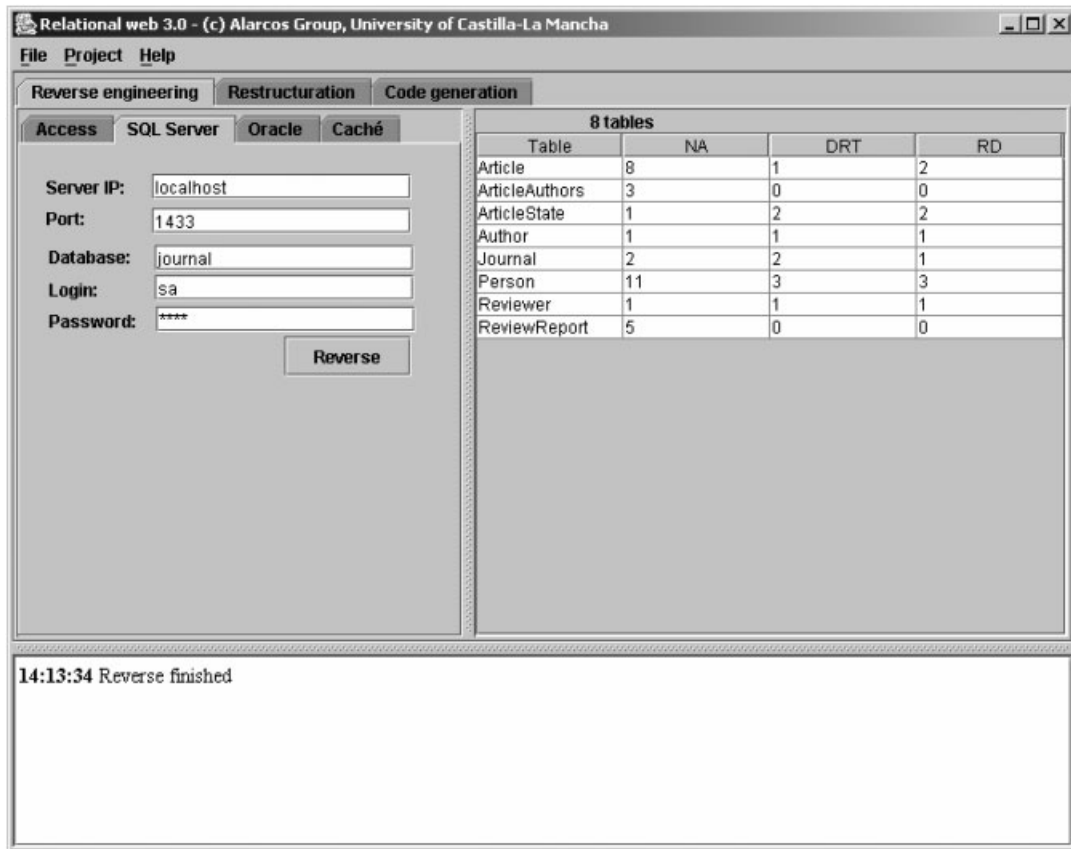 Relational web 3.0 - (c) Alarcos Group, University of Castilla-La Mancha
File Project Help
Reverse engineering Restructuration Code generation
Access SQL Server Oracle Caché
Server IP: localhost
Port: 1433
Database: journal
Login: sa
Password: ****
Reverse
8 tables
Table NA DRT RD
Article 8 1 2
ArticleAuthors 3 0 0
ArticleState 1 2 2
Author 1 1 1
Journal 2 2 1
Person 11 3 3
Reviewer 1 1 1
ReviewReport 5 0 0
14:13:34 Reverse finished